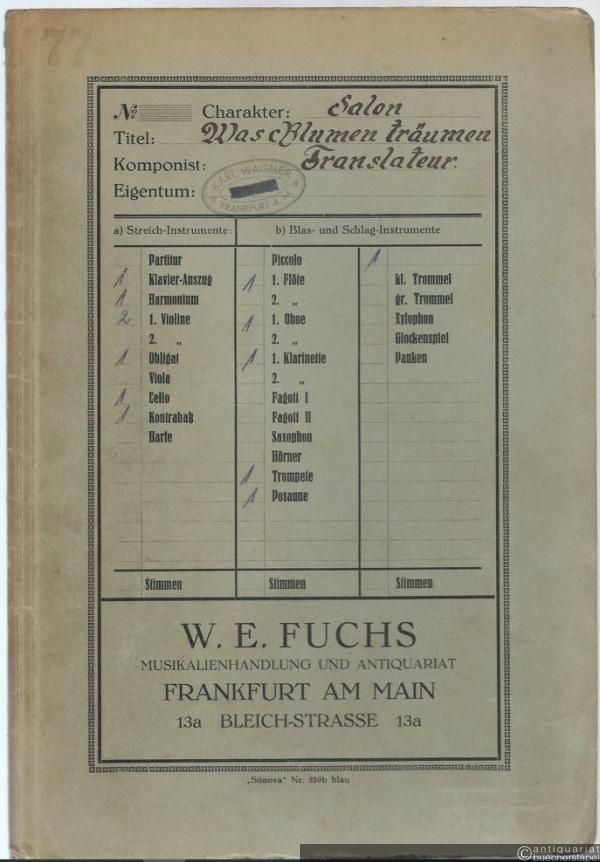 77
№ Charakter: Salon
Titel: Was Blumen träumen
Komponist: Translateur.
Eigentum:
KARL WAGNER
FRANKFURT A. M.
a) Streich-Instrumente:
Partitur
1 Klavier-Auszug
1 Harmonium
2 1. Violine
2. „
1 Obligat
Viola
1 Cello
1 Kontrabaß
Harfe
Stimmen
b) Blas- und Schlag-Instrumente
Piccolo
1 1. Flöte
2. „
1 1. Oboe
2. „
1 1. Klarinette
2. „
Fagott I
Fagott II
Saxophon
Hörner
1 Trompete
1 Posaune
Stimmen
1
kl. Trommel
gr. Trommel
Xylophon
Glockenspiel
Pauken
Stimmen
W. E. FUCHS
MUSIKALIENHANDLUNG UND ANTIQUARIAT
FRANKFURT AM MAIN
13a BLEICH-STRASSE 13a
„Sünova“ Nr. 350b blau
antiquariat
buecherstapel